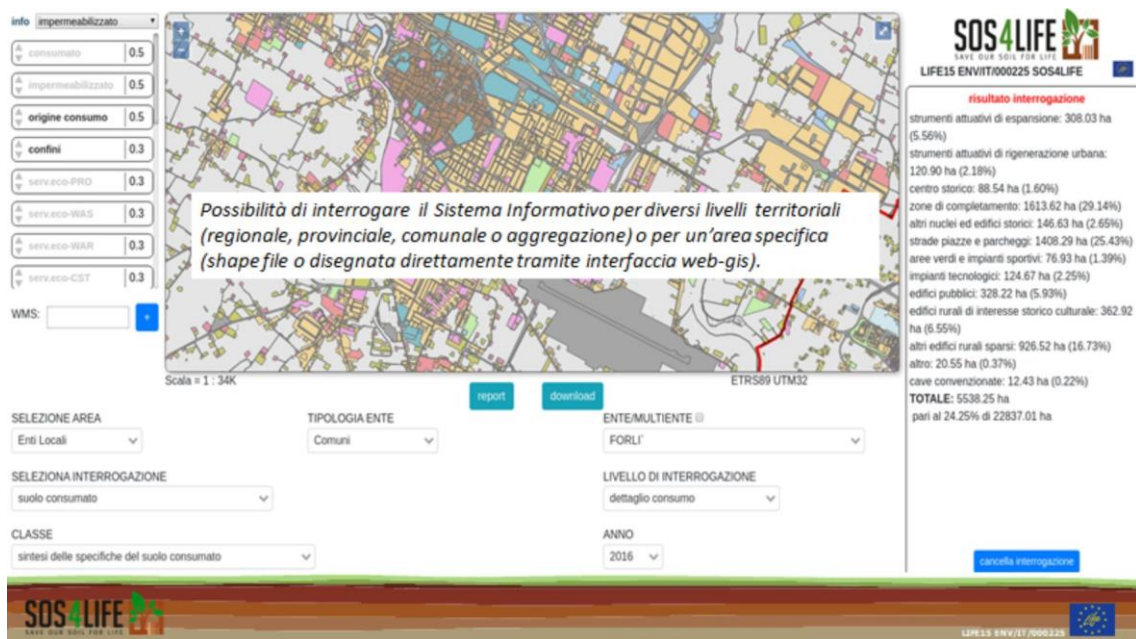 info impermeabilizzato
consumato 0.5
impermeabilizzato 0.5
origine consumo 0.5
confini 0.3
serv.eco-PRO 0.3
serv.eco-WAS 0.3
serv.eco-WAR 0.3
serv.eco-CST 0.3
WMS: +
+
-
Possibilità di interrogare il Sistema Informativo per diversi livelli territoriali
(regionale, provinciale, comunale o aggregazione) o per un'area specifica
(shape file o disegnata direttamente tramite interfaccia web-gis).
Scala = 1 : 34K
ETRS89 UTM32
report
download
SELEZIONE AREA
Enti Locali
TIPOLOGIA ENTE
Comuni
ENTE/MULTIENTE
FORLI`
SELEZIONA INTERROGAZIONE
suolo consumato
LIVELLO DI INTERROGAZIONE
dettaglio consumo
CLASSE
sintesi delle specifiche del suolo consumato
ANNO
2016
SOS4LIFE
SAVE OUR SOIL FOR LIFE
LIFE15 ENV/IT/000225 SOS4LIFE
risultato interrogazione
strumenti attuativi di espansione: 308.03 ha
(5.56%)
strumenti attuativi di rigenerazione urbana:
120.90 ha (2.18%)
centro storico: 88.54 ha (1.60%)
zone di completamento: 1613.62 ha (29.14%)
altri nuclei ed edifici storici: 146.63 ha (2.65%)
strade piazze e parcheggi: 1408.29 ha (25.43%)
aree verdi e impianti sportivi: 76.93 ha (1.39%)
impianti tecnologici: 124.67 ha (2.25%)
edifici pubblici: 328.22 ha (5.93%)
edifici rurali di interesse storico culturale: 362.92
ha (6.55%)
altri edifici rurali sparsi: 926.52 ha (16.73%)
altro: 20.55 ha (0.37%)
cave convenzionate: 12.43 ha (0.22%)
TOTALE: 5538.25 ha
pari al 24.25% di 22837.01 ha
cancella interrogazione
SOS4LIFE
SAVE OUR SOIL FOR LIFE
LIFE15 ENV/IT/000225